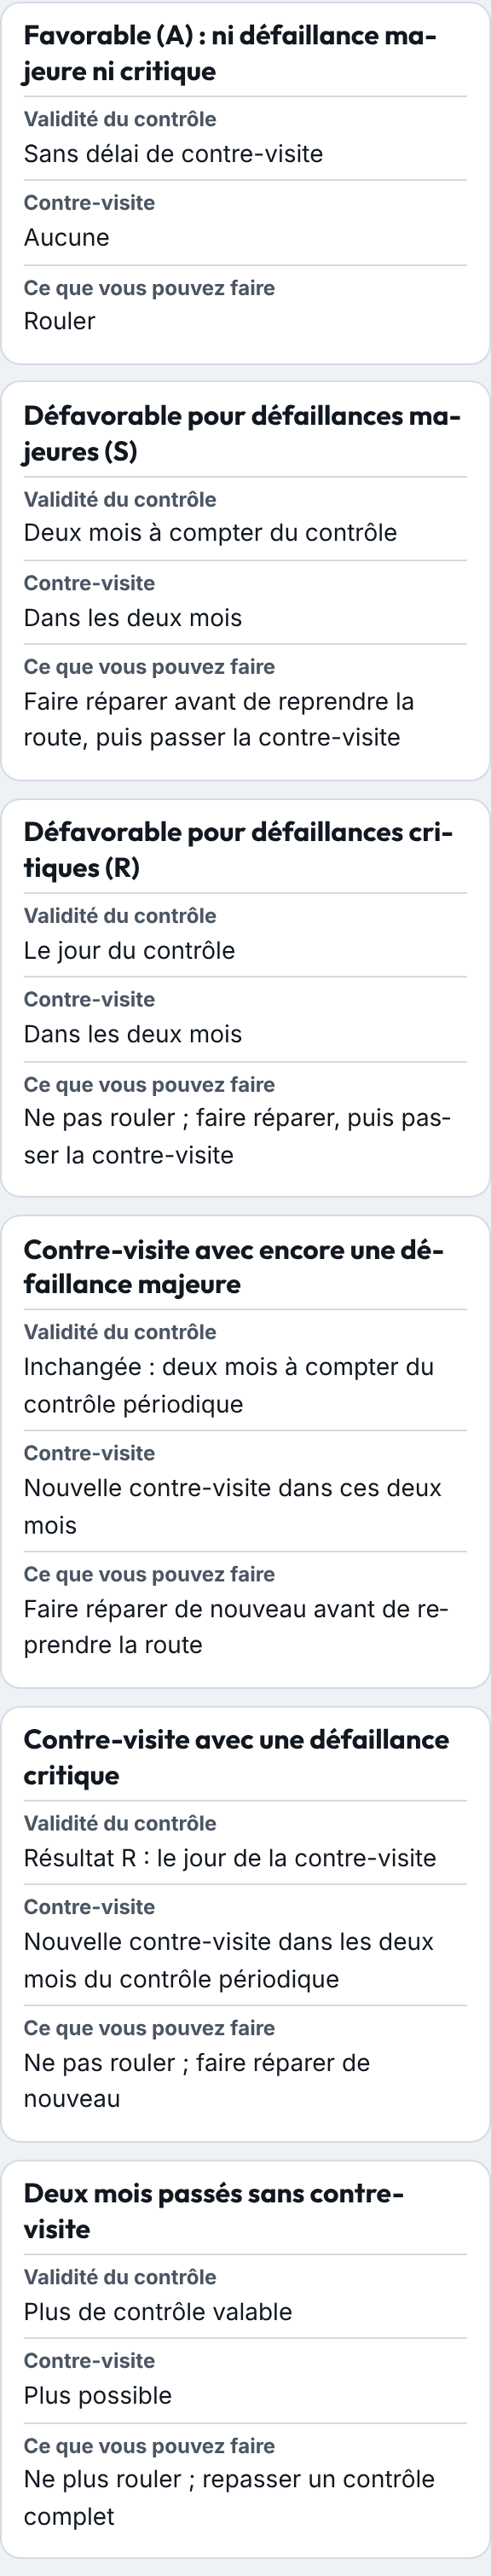 Favorable (A) : ni défaillance ma-
jeure ni critique
Validité du contrôle
Sans délai de contre-visite
Contre-visite
Aucune
Ce que vous pouvez faire
Rouler
Défavorable pour défaillances ma-
jeures (S)
Validité du contrôle
Deux mois à compter du contrôle
Contre-visite
Dans les deux mois
Ce que vous pouvez faire
Faire réparer avant de reprendre la
route, puis passer la contre-visite
Défavorable pour défaillances cri-
tiques (R)
Validité du contrôle
Le jour du contrôle
Contre-visite
Dans les deux mois
Ce que vous pouvez faire
Ne pas rouler ; faire réparer, puis pas-
ser la contre-visite
Contre-visite avec encore une dé-
faillance majeure
Validité du contrôle
Inchangée : deux mois à compter du
contrôle périodique
Contre-visite
Nouvelle contre-visite dans ces deux
mois
Ce que vous pouvez faire
Faire réparer de nouveau avant de re-
prendre la route
Contre-visite avec une défaillance
critique
Validité du contrôle
Résultat R : le jour de la contre-visite
Contre-visite
Nouvelle contre-visite dans les deux
mois du contrôle périodique
Ce que vous pouvez faire
Ne pas rouler ; faire réparer de
nouveau
Deux mois passés sans contre-
visite
Validité du contrôle
Plus de contrôle valable
Contre-visite
Plus possible
Ce que vous pouvez faire
Ne plus rouler ; repasser un contrôle
complet